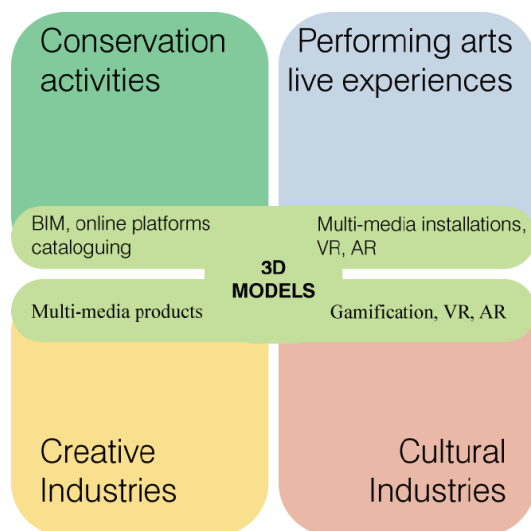 Conservation
activities
Performing arts
live experiences
BIM, online platforms
cataloguing
Multi-media installations,
VR, AR
3D
MODELS
Multi-media products
Gamification, VR, AR
Creative
Industries
Cultural
Industries